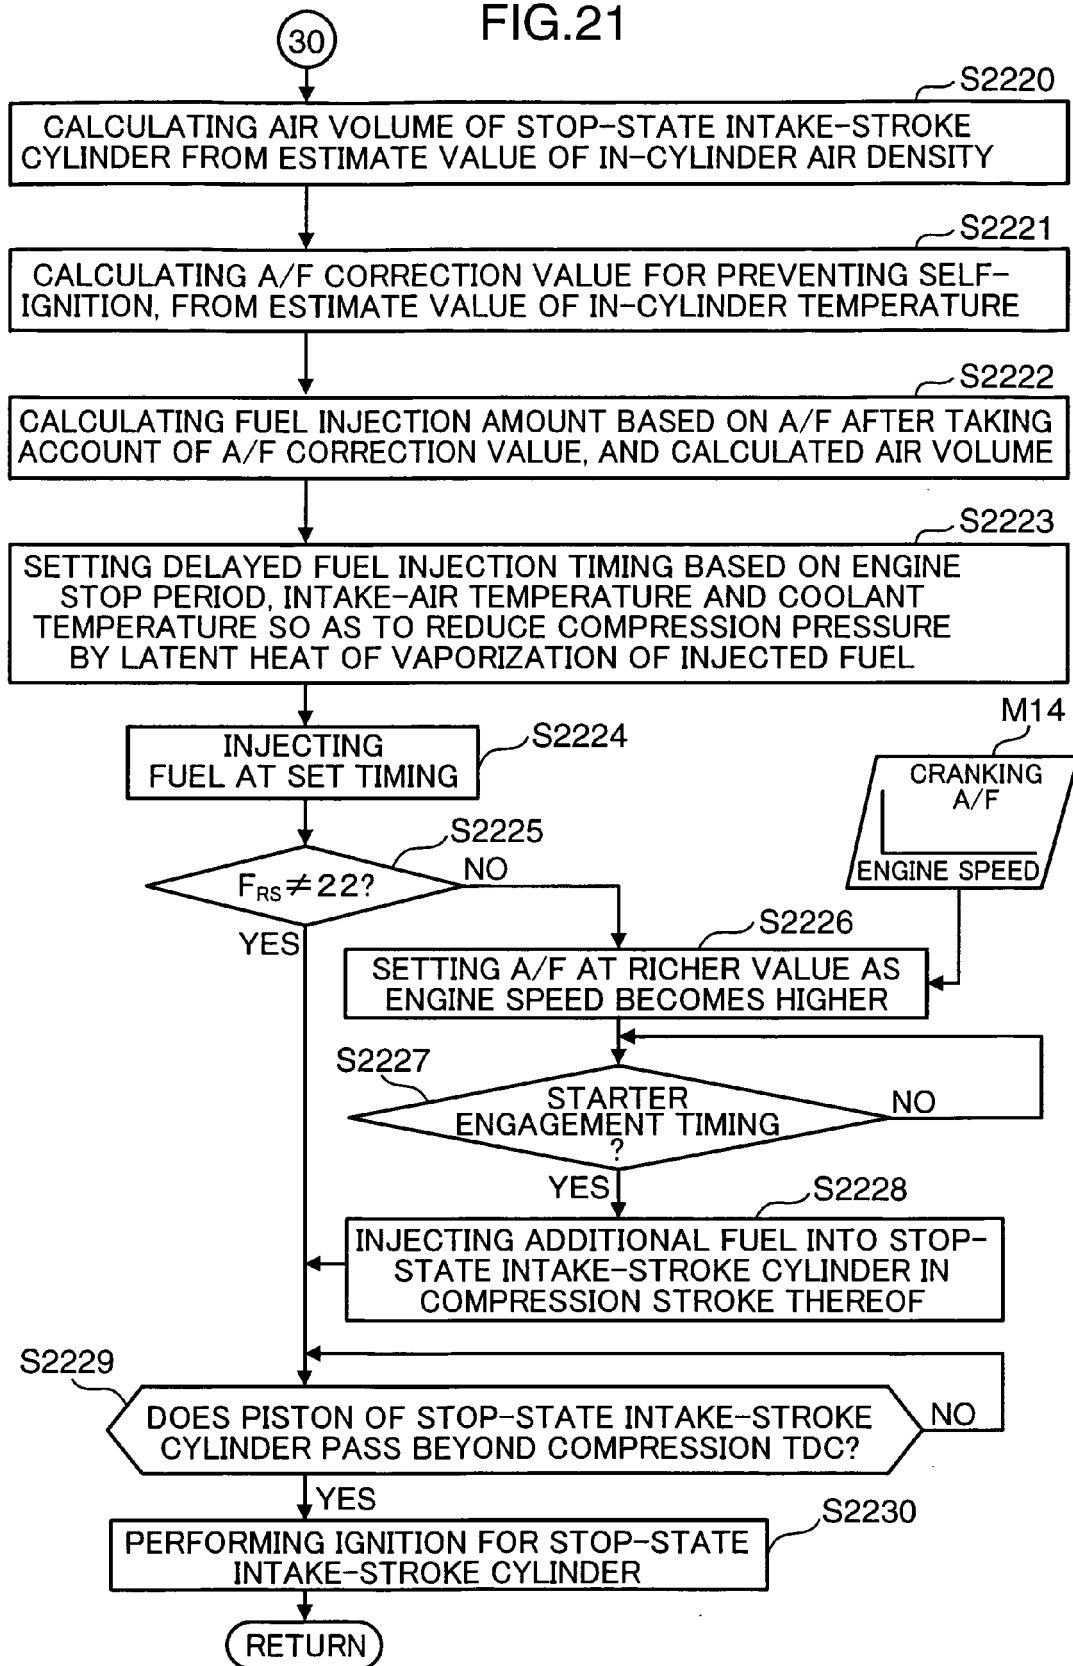 FIG.21
30
S2220
CALCULATING AIR VOLUME OF STOP-STATE INTAKE-STROKE
CYLINDER FROM ESTIMATE VALUE OF IN-CYLINDER AIR DENSITY
S2221
CALCULATING A/F CORRECTION VALUE FOR PREVENTING SELF-
IGNITION, FROM ESTIMATE VALUE OF IN-CYLINDER TEMPERATURE
S2222
CALCULATING FUEL INJECTION AMOUNT BASED ON A/F AFTER TAKING
ACCOUNT OF A/F CORRECTION VALUE, AND CALCULATED AIR VOLUME
S2223
SETTING DELAYED FUEL INJECTION TIMING BASED ON ENGINE
STOP PERIOD, INTAKE-AIR TEMPERATURE AND COOLANT
TEMPERATURE SO AS TO REDUCE COMPRESSION PRESSURE
BY LATENT HEAT OF VAPORIZATION OF INJECTED FUEL
M14
S2224
INJECTING
FUEL AT SET TIMING
CRANKING
A/F
ENGINE SPEED
S2225
FRS≠22?
NO
YES
S2226
SETTING A/F AT RICHER VALUE AS
ENGINE SPEED BECOMES HIGHER
S2227
STARTER
ENGAGEMENT TIMING
?
NO
YES
S2228
INJECTING ADDITIONAL FUEL INTO STOP-
STATE INTAKE-STROKE CYLINDER IN
COMPRESSION STROKE THEREOF
S2229
DOES PISTON OF STOP-STATE INTAKE-STROKE
CYLINDER PASS BEYOND COMPRESSION TDC?
NO
YES
S2230
PERFORMING IGNITION FOR STOP-STATE
INTAKE-STROKE CYLINDER
RETURN